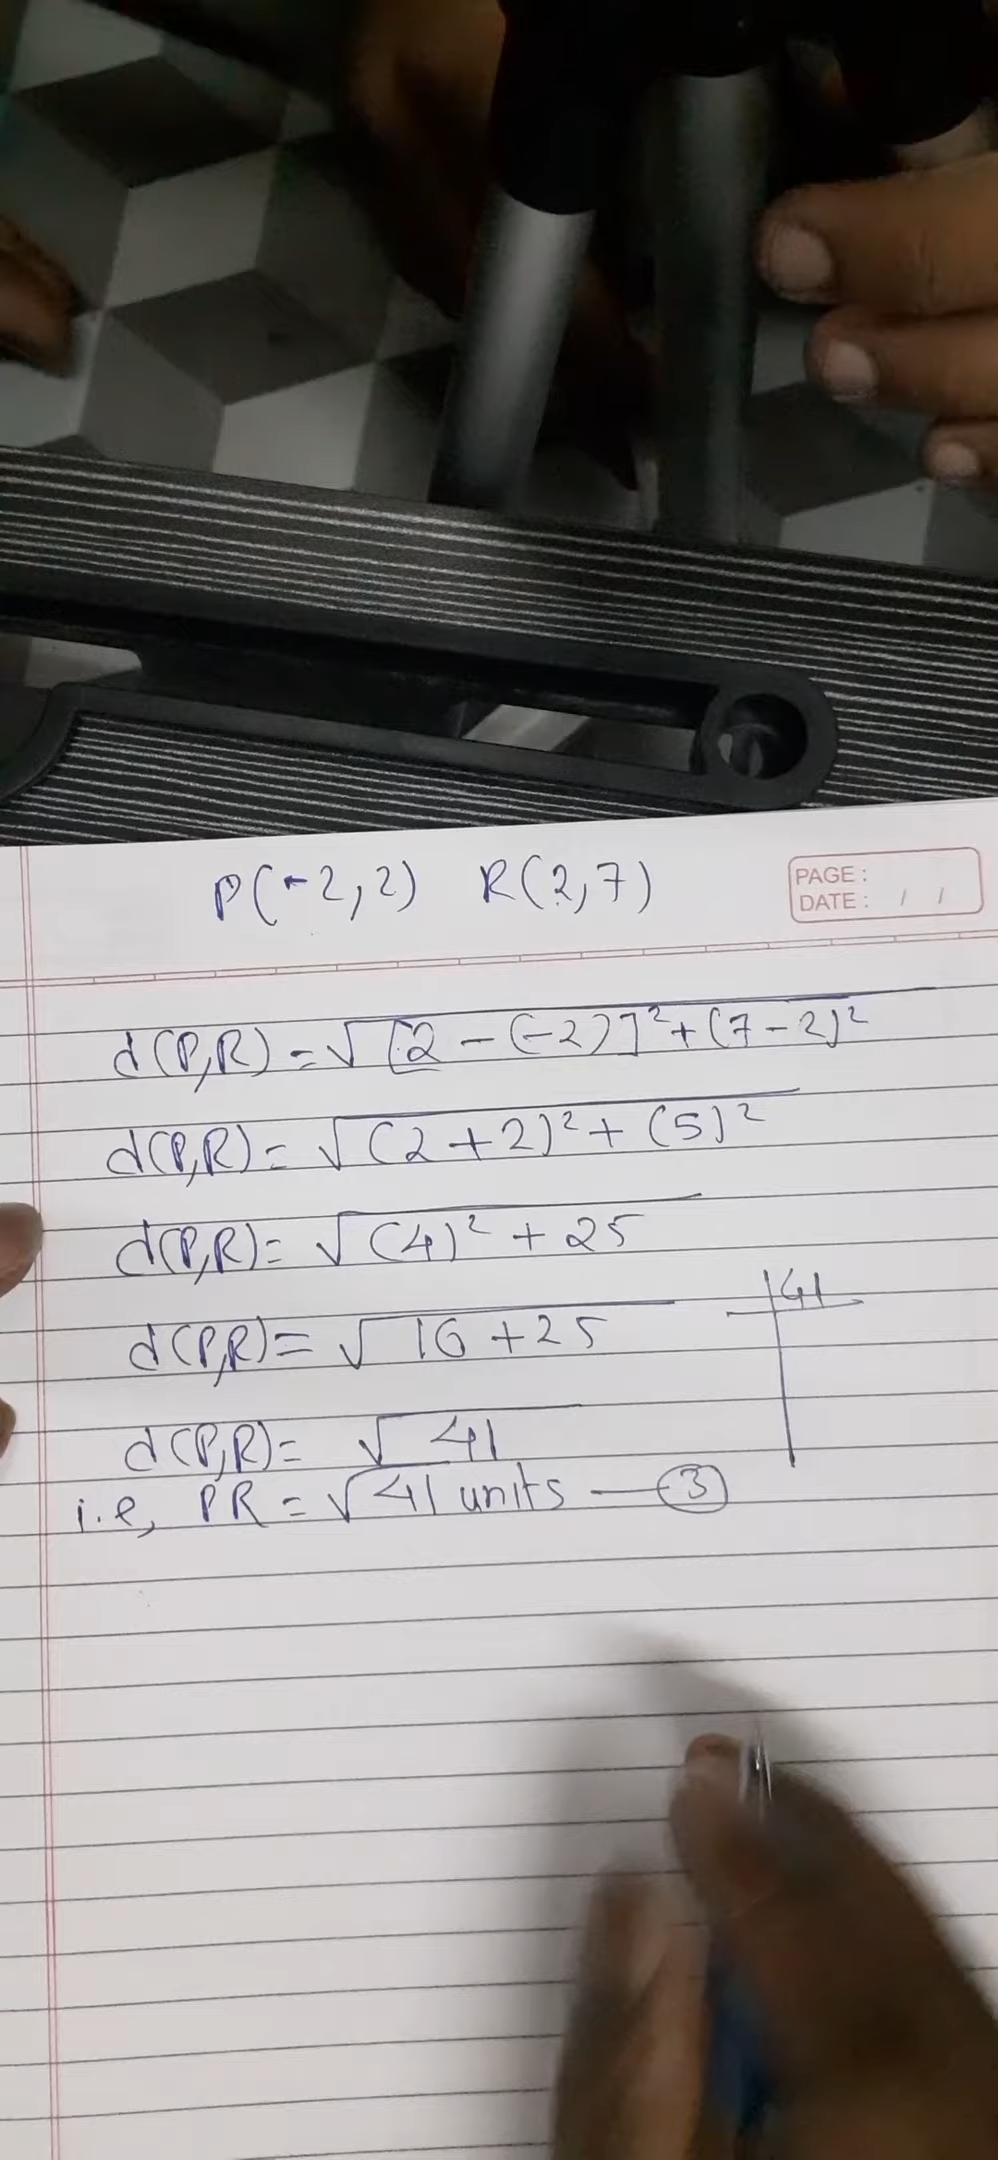 P(-2,2) R(2,7)
PAGE :
DATE : / /
d(P,R) = √[2-(-2)]²+(7-2)²
d(P,R) = √(2+2)²+(5)²
d(P,R) = √(4)²+25
d(P,R) = √16+25
41
d(P,R) = √41
i.e, PR = √41 units — ③